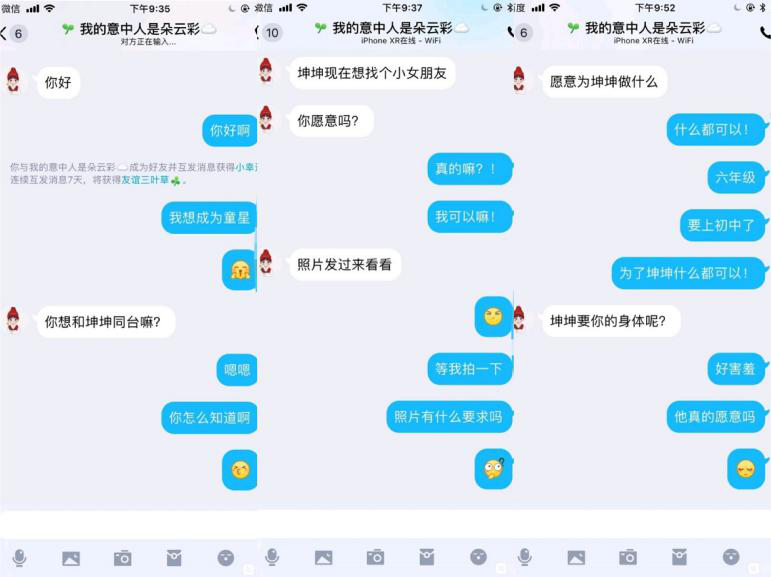 微信
下午9:35
6
我的意中人是朵云彩
对方正在输入...
你好
你好啊
你与我的意中人是朵云彩☁️成为好友并互发消息获得小幸
连续互发消息7天，将获得友谊三叶草。
我想成为童星
你想和坤坤同台嘛?
嗯嗯
你怎么知道啊
微信
下午9:37
10
我的意中人是朵云彩
iPhone XR在线 - WiFi
坤坤现在想找个小女朋友
你愿意吗?
真的嘛？！
我可以嘛！
照片发过来看看
等我拍一下
照片有什么要求吗
下午9:52
6
我的意中人是朵云彩
iPhone XR在线 - WiFi
愿意为坤坤做什么
什么都可以！
六年级
要上初中了
为了坤坤什么都可以！
坤坤要你的身体呢?
好害羞
他真的愿意吗